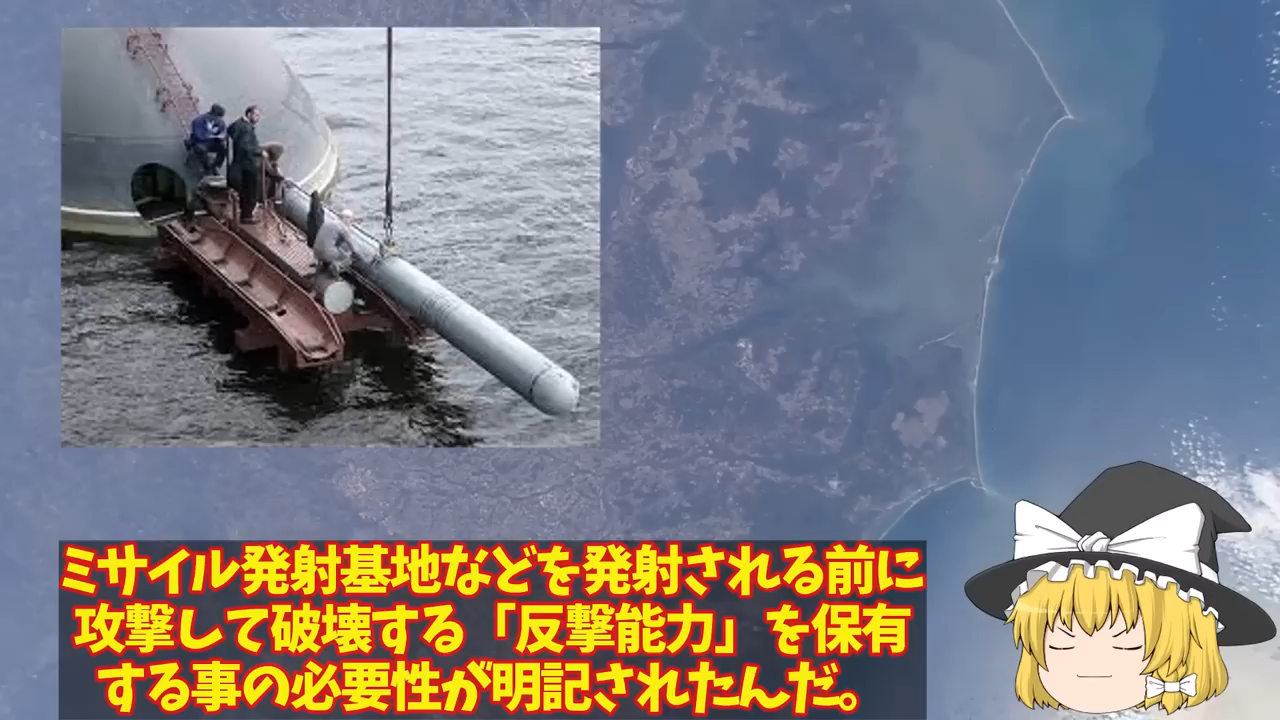 ミサイル発射基地などを発射される前に
攻撃して破壊する「反撃能力」を保有
する事の必要性が明記されたんだ。